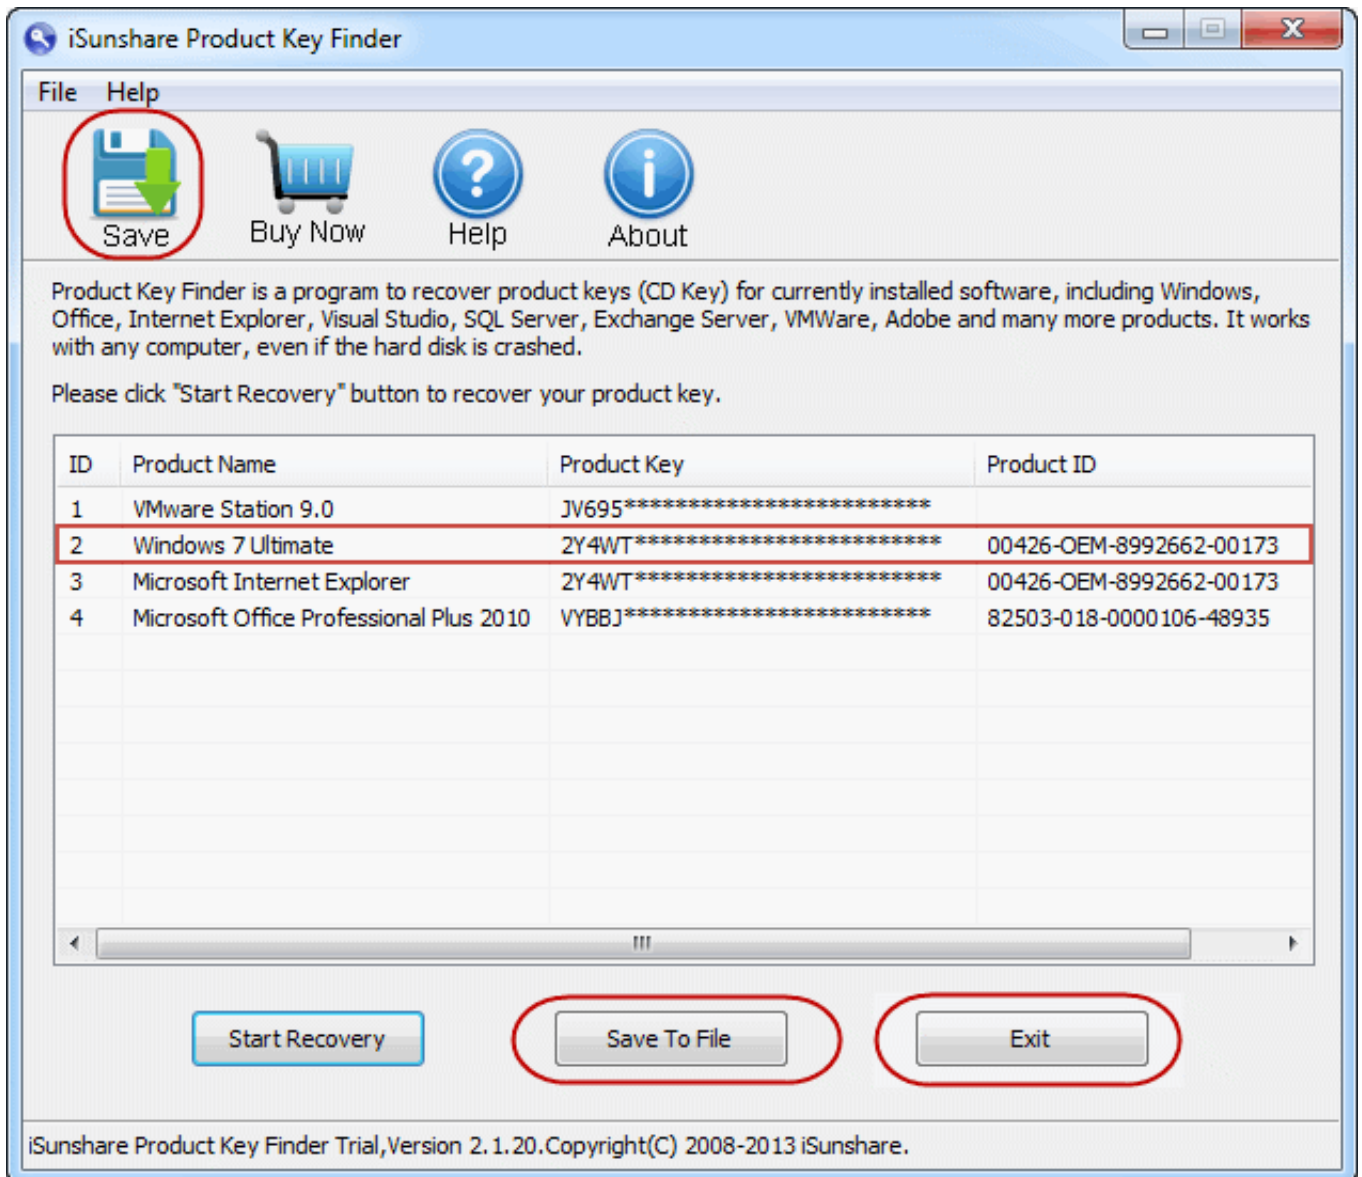 iSunshare Product Key Finder
File Help
Save Buy Now Help About
Product Key Finder is a program to recover product keys (CD Key) for currently installed software, including Windows,
Office, Internet Explorer, Visual Studio, SQL Server, Exchange Server, VMWare, Adobe and many more products. It works
with any computer, even if the hard disk is crashed.
Please click "Start Recovery" button to recover your product key.
ID Product Name Product Key Product ID
1 VMware Station 9.0 JV695************************
2 Windows 7 Ultimate 2Y4WT************************ 00426-OEM-8992662-00173
3 Microsoft Internet Explorer 2Y4WT************************ 00426-OEM-8992662-00173
4 Microsoft Office Professional Plus 2010 VYBBJ************************ 82503-018-0000106-48935
Start Recovery Save To File Exit
iSunshare Product Key Finder Trial,Version 2.1.20.Copyright(C) 2008-2013 iSunshare.